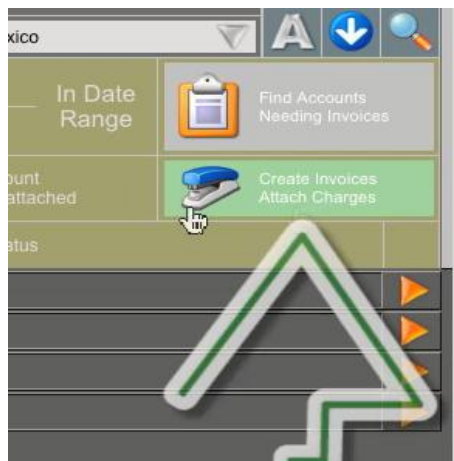 xico
A
In Date
Range
Find Accounts
Needing Invoices
ount
attached
Create Invoices
Attach Charges
atus